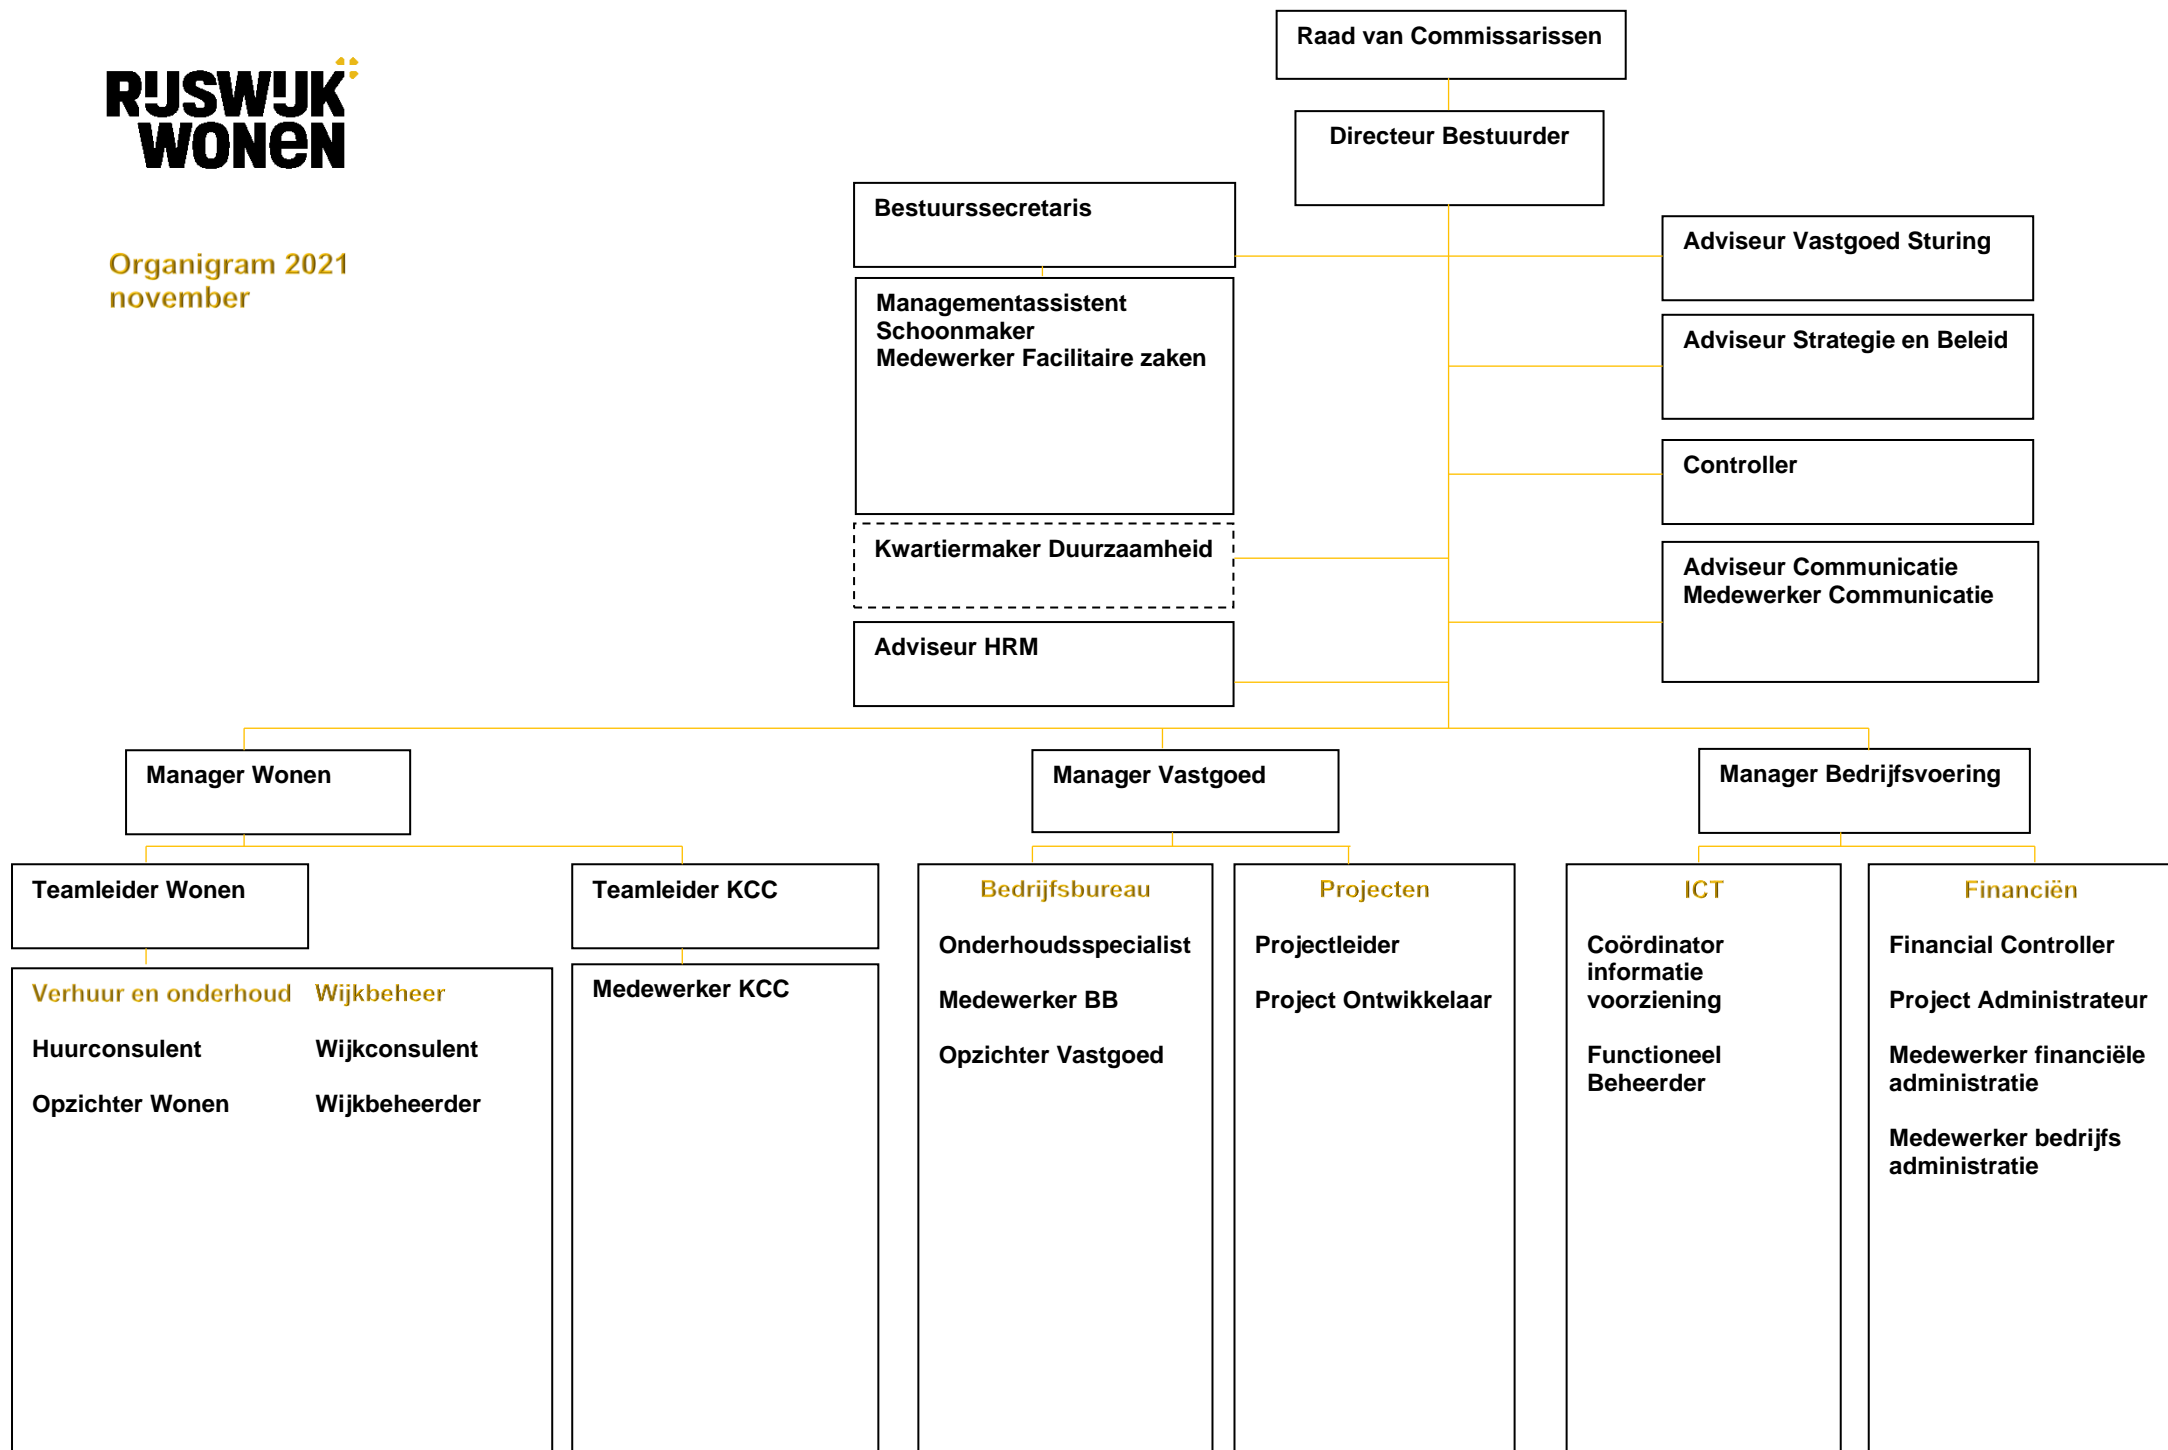 RIJSWIJK
WONEN
Organigram 2021
november
Raad van Commissarissen
Directeur Bestuurder
Bestuurssecretaris
Managementassistent
Schoonmaker
Medewerker Facilitaire zaken
Kwartiermaker Duurzaamheid
Adviseur HRM
Adviseur Vastgoed Sturing
Adviseur Strategie en Beleid
Controller
Adviseur Communicatie
Medewerker Communicatie
Manager Wonen
Manager Vastgoed
Manager Bedrijfsvoering
Teamleider Wonen
Verhuur en onderhoud
Huurconsulent
Opzichter Wonen
Wijkbeheer
Wijkconsulent
Wijkbeheerder
Teamleider KCC
Medewerker KCC
Bedrijfsbureau
Onderhoudsspecialist
Medewerker BB
Opzichter Vastgoed
Projecten
Projectleider
Project Ontwikkelaar
ICT
Coördinator
informatie
voorziening
Functioneel
Beheerder
Financiën
Financial Controller
Project Administrateur
Medewerker financiële
administratie
Medewerker bedrijfs
administratie